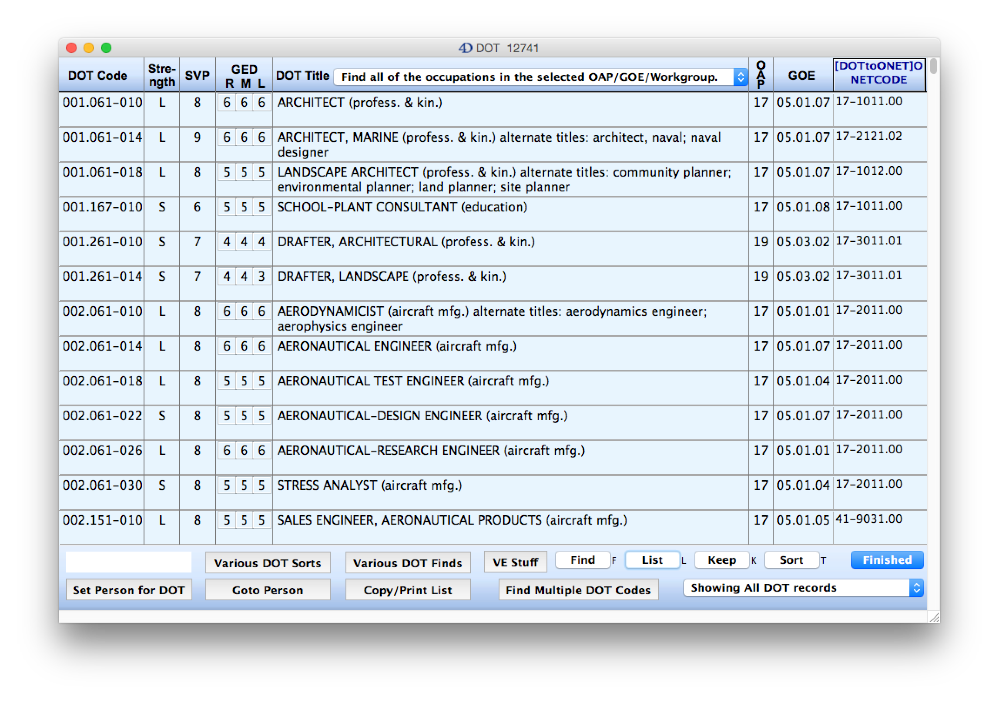 4D DOT 12741
DOT Code Stre-ngth SVP GED R M L DOT Title Find all of the occupations in the selected OAP/GOE/Workgroup. OAP GOE [DOTtoONET]ONETCODE
001.061-010 L 8 6 6 6 ARCHITECT (profess. & kin.) 17 05.01.07 17-1011.00
001.061-014 L 9 6 6 6 ARCHITECT, MARINE (profess. & kin.) alternate titles: architect, naval; naval 17 05.01.07 17-2121.02
designer
001.061-018 L 8 5 5 5 LANDSCAPE ARCHITECT (profess. & kin.) alternate titles: community planner; 17 05.01.07 17-1012.00
environmental planner; land planner; site planner
001.167-010 S 6 5 5 5 SCHOOL-PLANT CONSULTANT (education) 17 05.01.08 17-1011.00
001.261-010 S 7 4 4 4 DRAFTER, ARCHITECTURAL (profess. & kin.) 19 05.03.02 17-3011.01
001.261-014 S 7 4 4 3 DRAFTER, LANDSCAPE (profess. & kin.) 19 05.03.02 17-3011.01
002.061-010 L 8 6 6 6 AERODYNAMICIST (aircraft mfg.) alternate titles: aerodynamics engineer; 17 05.01.01 17-2011.00
aerophysics engineer
002.061-014 L 8 6 6 6 AERONAUTICAL ENGINEER (aircraft mfg.) 17 05.01.07 17-2011.00
002.061-018 L 8 5 5 5 AERONAUTICAL TEST ENGINEER (aircraft mfg.) 17 05.01.04 17-2011.00
002.061-022 S 8 5 5 5 AERONAUTICAL-DESIGN ENGINEER (aircraft mfg.) 17 05.01.07 17-2011.00
002.061-026 L 8 6 6 6 AERONAUTICAL-RESEARCH ENGINEER (aircraft mfg.) 17 05.01.01 17-2011.00
002.061-030 S 8 5 5 5 STRESS ANALYST (aircraft mfg.) 17 05.01.04 17-2011.00
002.151-010 L 8 5 5 5 SALES ENGINEER, AERONAUTICAL PRODUCTS (aircraft mfg.) 17 05.01.05 41-9031.00
Various DOT Sorts Various DOT Finds VE Stuff Find F List L Keep K Sort T Finished
Set Person for DOT Goto Person Copy/Print List Find Multiple DOT Codes Showing All DOT records